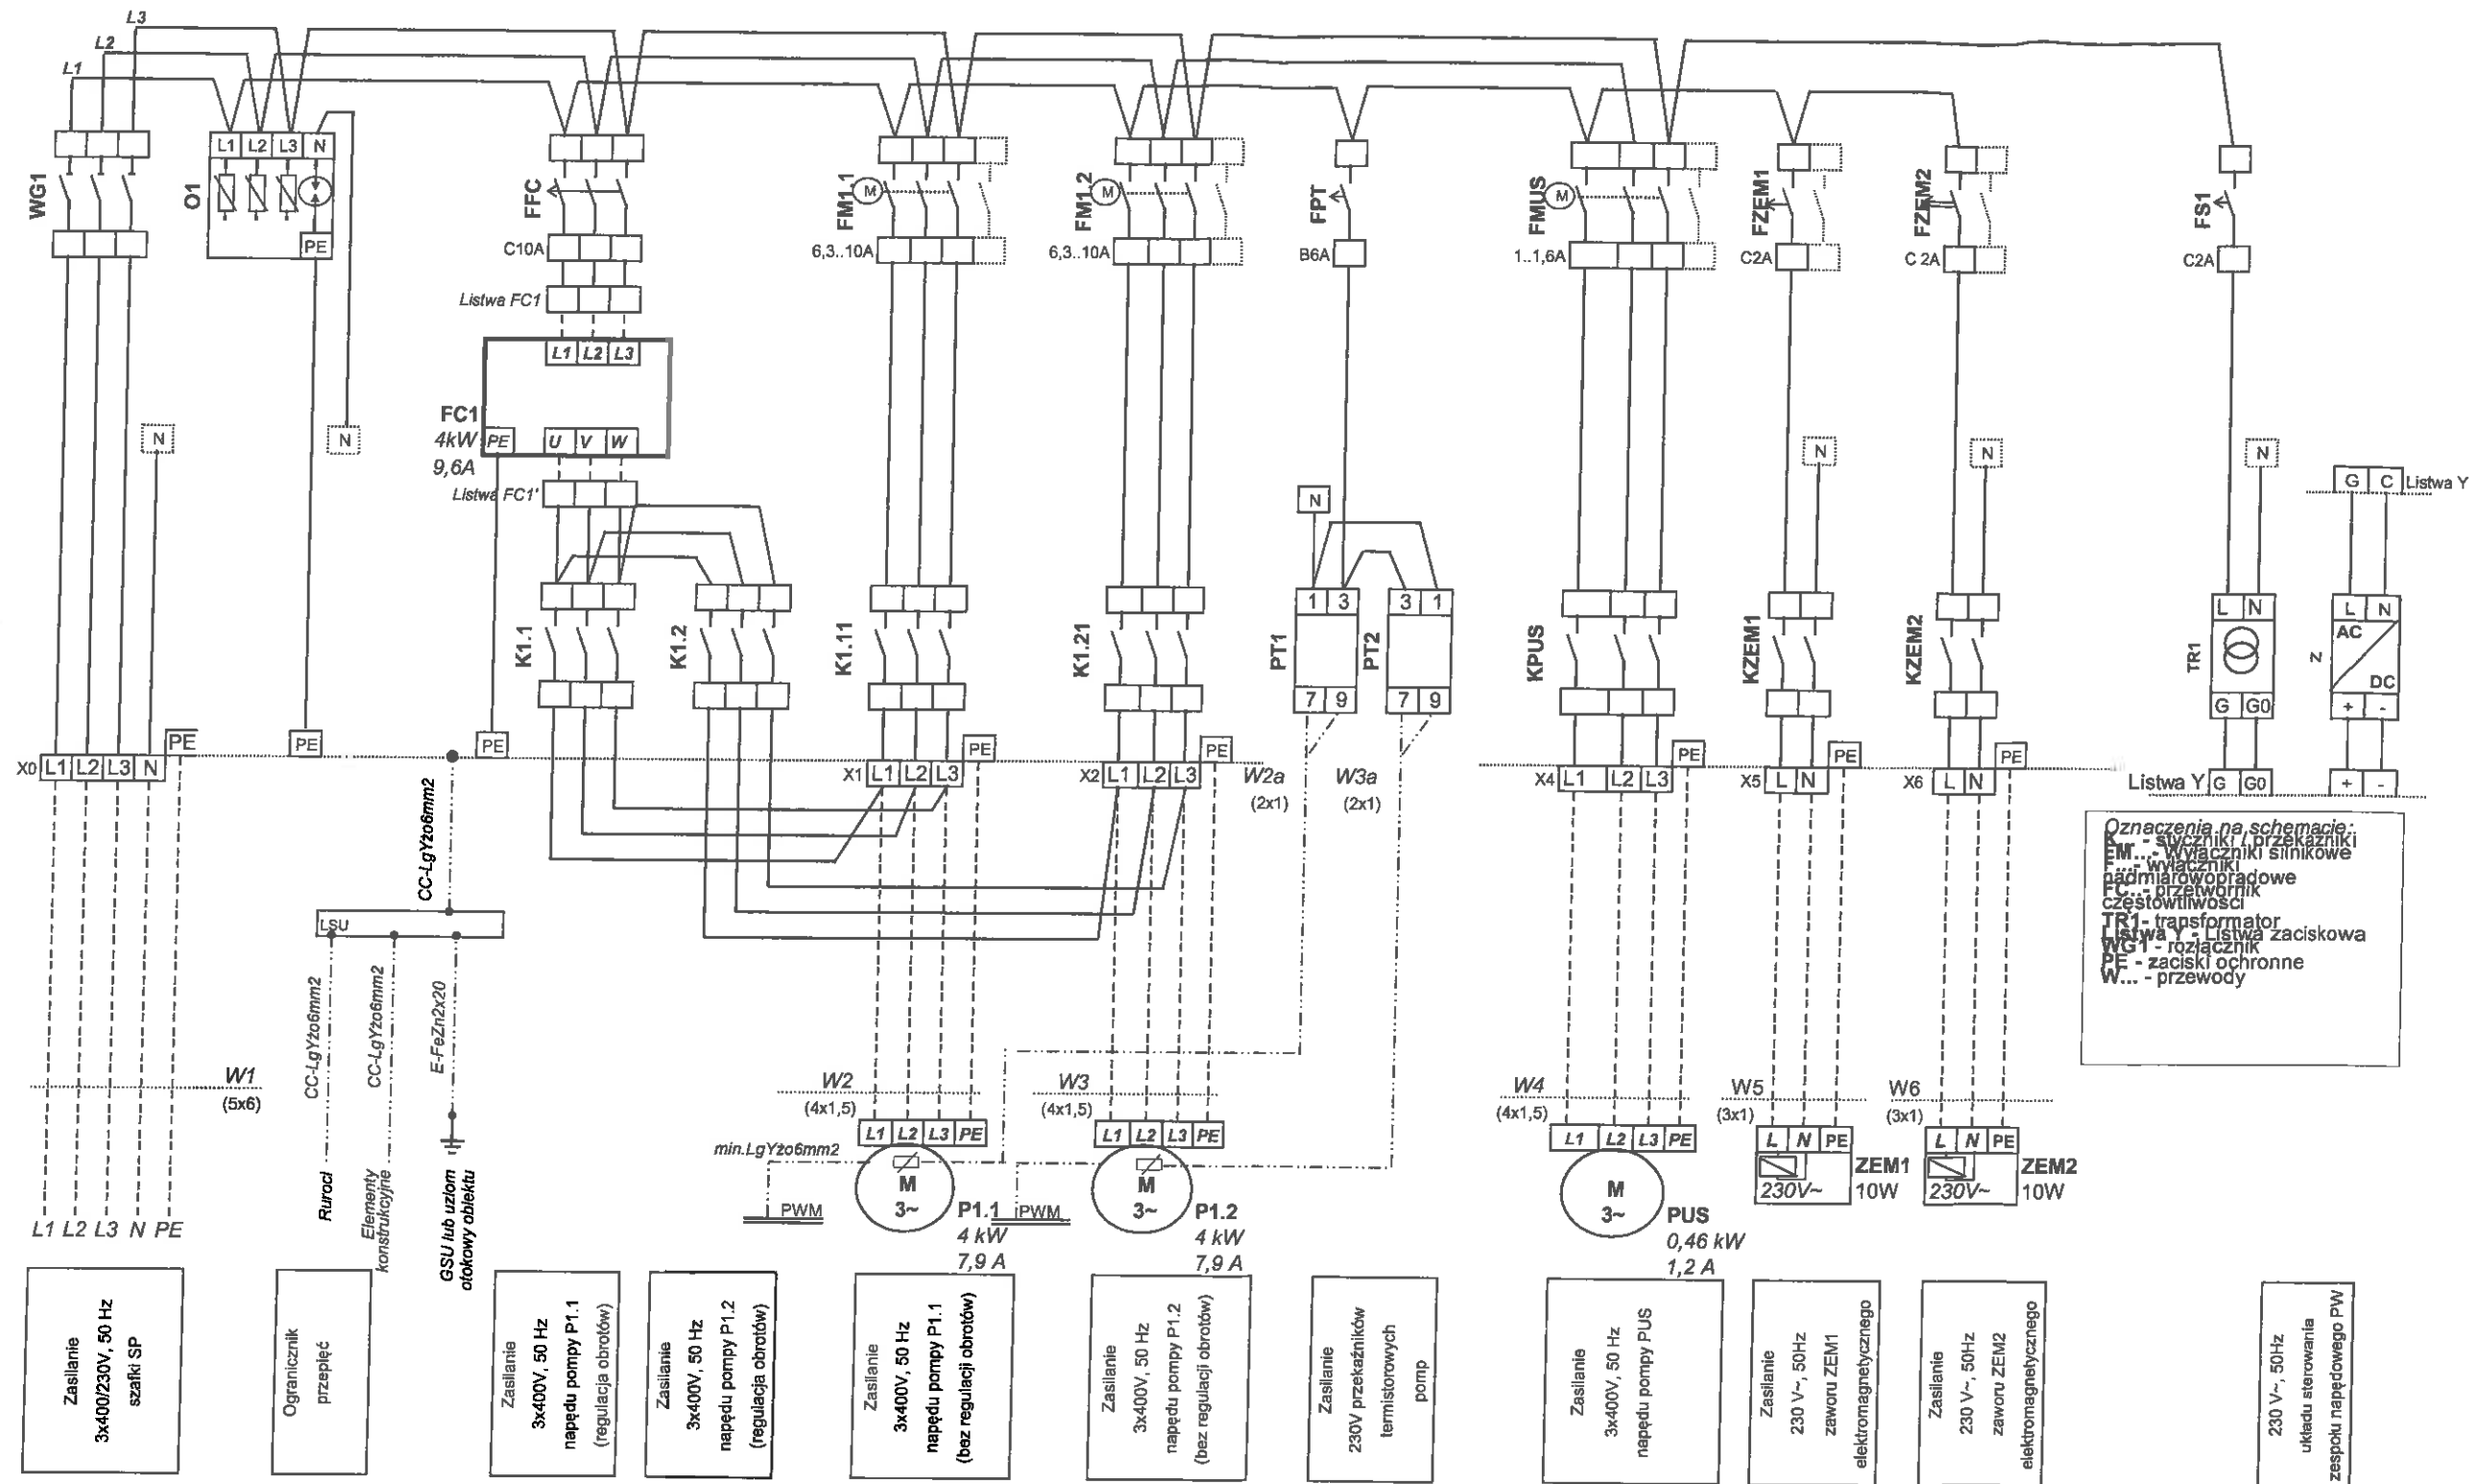 L3
L2
L1
L1 L2 L3 N
WG1
O1
PE
FFC
C10A
Listwa FC1
L1 L2 L3
FC1
4kW
9,6A
PE
U V W
Listwa FC1'
N
N
FM1.1
M
6,3..10A
FM1.2
M
6,3..10A
FPT
B6A
FMUS
M
1..1,6A
FZEM1
C2A
FZEM2
C 2A
FS1
C2A
N
N
N
G C Listwa Y
N
1 3
3 1
PT1
PT2
7 9
7 9
K1.1
K1.2
K1.11
K1.21
KPUS
KZEM1
KZEM2
L N
TR1
G G0
L N
AC
Z
DC
+ -
X0 L1 L2 L3 N
PE
PE
PE
X1 L1 L2 L3
PE
X2 L1 L2 L3
PE
W2a
(2x1)
W3a
(2x1)
X4 L1 L2 L3
PE
X5 L N
PE
X6 L N
PE
Listwa Y G G0
+ -
Oznaczenia na schemacie:
K... - styczniki / przekaźniki
FM...- Wyłączniki silnikowe
F...- wyłączniki
nadmiarowoprądowe
FC...- przetwornik
częstowtliwości
TR1- transformator
Listwa Y - Listwa zaciskowa
WG1 - rozłącznik
PE - zaciski ochronne
W... - przewody
CC-LgYżo6mm2
LSU
CC-LgYżo6mm2
CC-LgYżo6mm2
E-FeZn2x20
W1
(5x6)
L1 L2 L3 N PE
Rurociąg
Elementy
konstrukcyjne
GSU lub uziom
otokowy obiektu
W2
(4x1,5)
L1 L2 L3 PE
min.LgYżo6mm2
PWM
M
3~
P1.1
4 kW
7,9 A
W3
(4x1,5)
L1 L2 L3 PE
PWM
M
3~
P1.2
4 kW
7,9 A
W4
(4x1,5)
L1 L2 L3 PE
M
3~
PUS
0,46 kW
1,2 A
W5
(3x1)
L N PE
230V~
ZEM1
10W
W6
(3x1)
L N PE
230V~
ZEM2
10W
Zasilanie
3x400/230V, 50 Hz
szafki SP
Ogranicznik
przepięć
Zasilanie
3x400V, 50 Hz
napędu pompy P1.1
(regulacja obrotów)
Zasilanie
3x400V, 50 Hz
napędu pompy P1.2
(regulacja obrotów)
Zasilanie
3x400V, 50 Hz
napędu pompy P1.1
(bez regulacji obrotów)
Zasilanie
3x400V, 50 Hz
napędu pompy P1.2
(bez regulacji obrotów)
Zasilanie
230V przekaźników
termistorowych
pomp
Zasilanie
3x400V, 50 Hz
napędu pompy PUS
Zasilanie
230 V~, 50Hz
zaworu ZEM1
elektromagnetycznego
Zasilanie
230 V~, 50Hz
zaworu ZEM2
elektromagnetycznego
230 V~, 50Hz
układu sterowania
zespołu napędowego PW